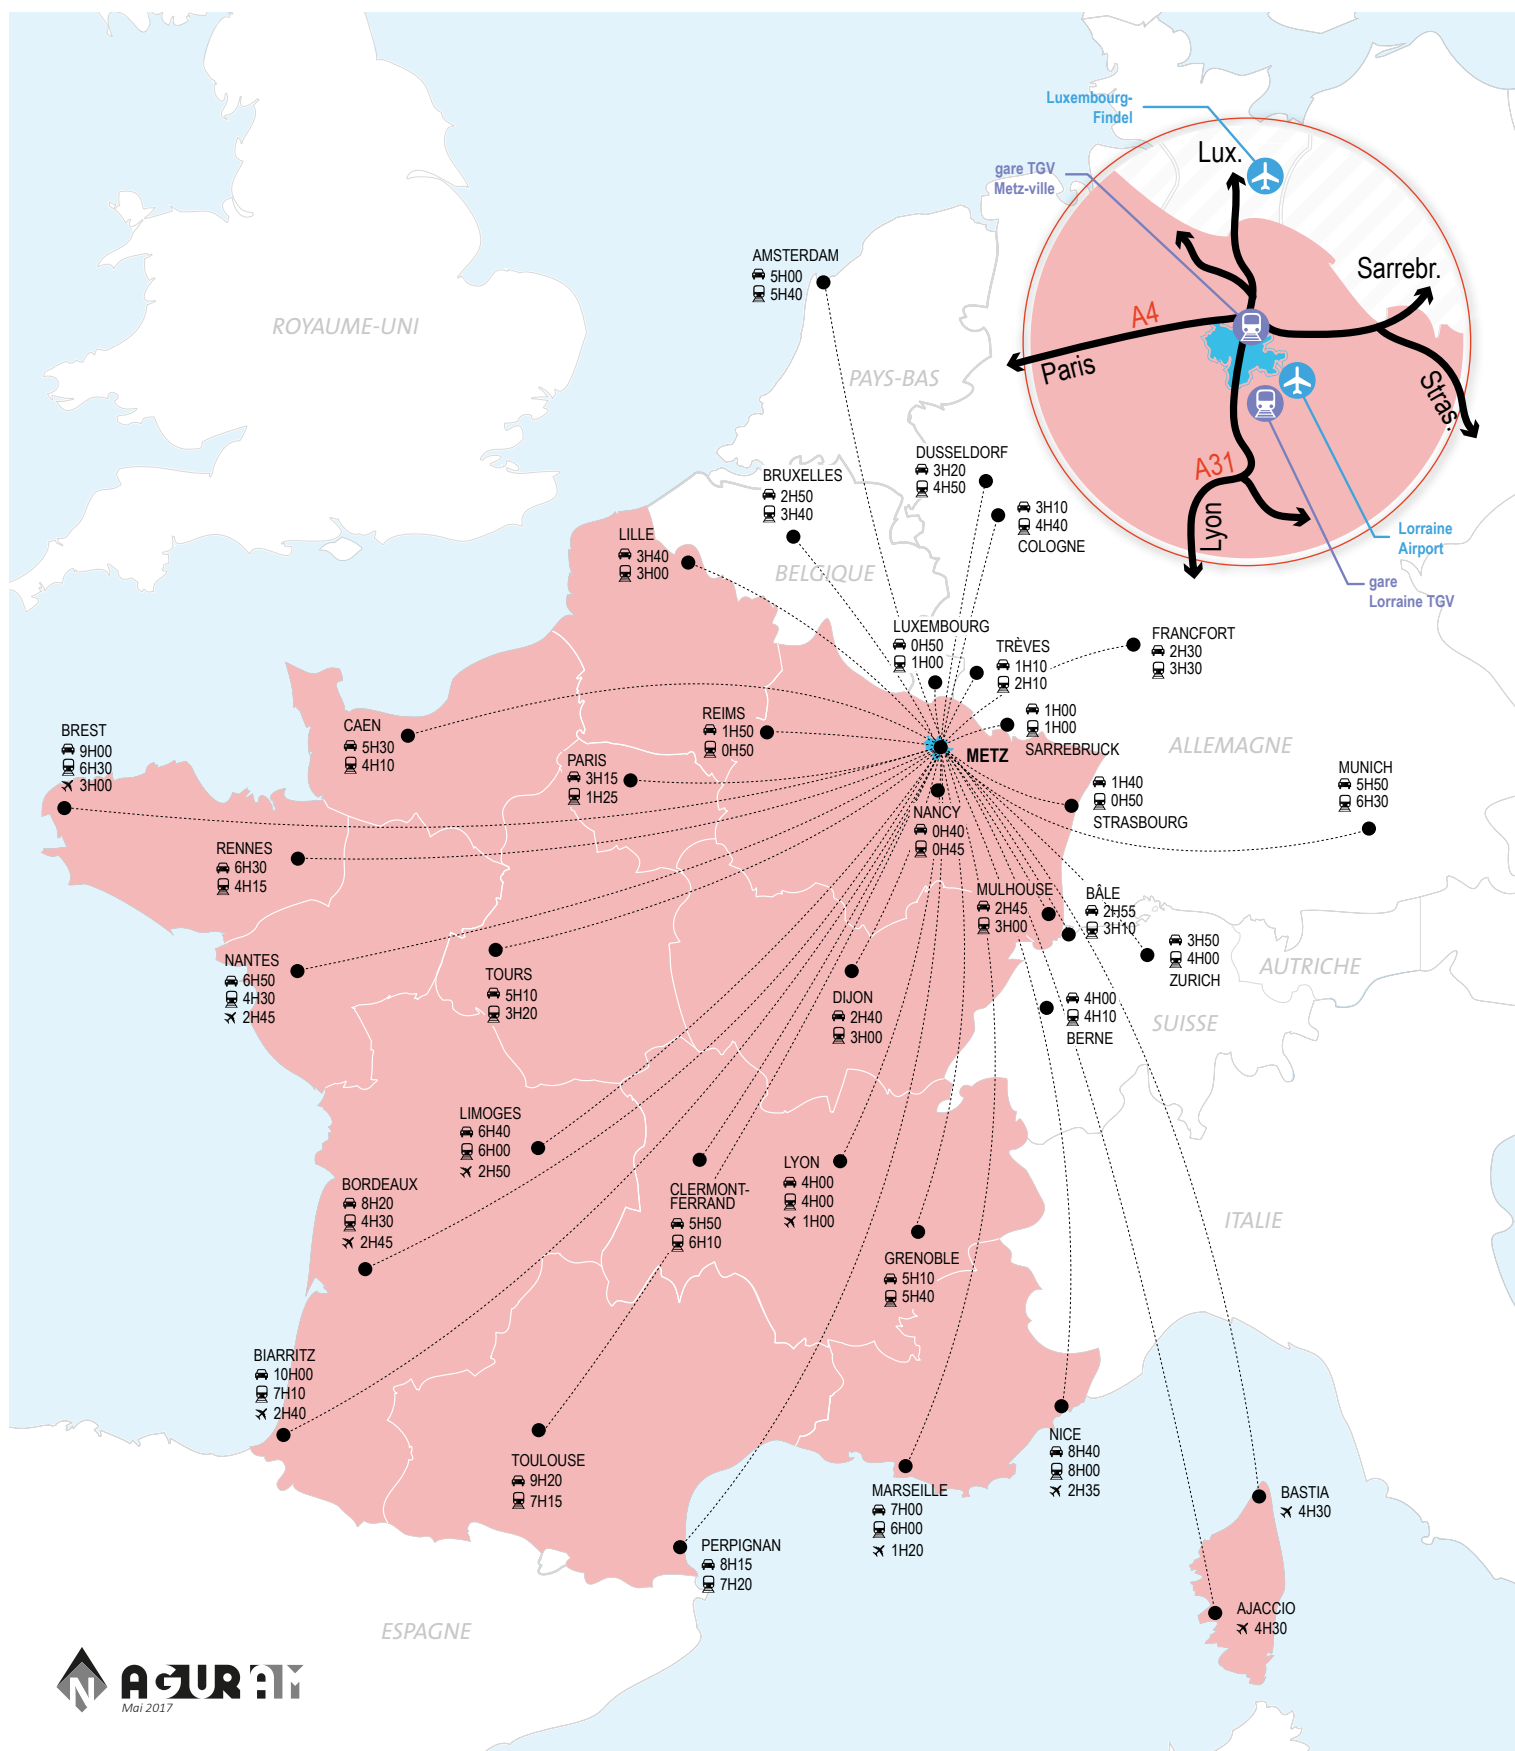 Luxembourg-
Findel
gare TGV
Metz-ville
Lux.
Sarrebr.
A4
Paris
Stras.
A31
Lyon
Lorraine
Airport
gare
Lorraine TGV
ROYAUME-UNI
AMSTERDAM
5H00
5H40
PAYS-BAS
DUSSELDORF
3H20
4H50
BRUXELLES
2H50
3H40
3H10
4H40
COLOGNE
LILLE
3H40
3H00
BELGIQUE
LUXEMBOURG
0H50
1H00
TRÈVES
1H10
2H10
FRANCFORT
2H30
3H30
BREST
9H00
6H30
3H00
CAEN
5H30
4H10
REIMS
1H50
0H50
1H00
1H00
SARREBRUCK
METZ
ALLEMAGNE
PARIS
3H15
1H25
MUNICH
5H50
6H30
1H40
0H50
STRASBOURG
NANCY
0H40
0H45
RENNES
6H30
4H15
MULHOUSE
2H45
3H00
BÂLE
2H55
3H10
3H50
4H00
ZURICH
AUTRICHE
NANTES
6H50
4H30
2H45
TOURS
5H10
3H20
DIJON
2H40
3H00
4H00
4H10
BERNE
SUISSE
LIMOGES
6H40
6H00
2H50
BORDEAUX
8H20
4H30
2H45
CLERMONT-
FERRAND
5H50
6H10
LYON
4H00
4H00
1H00
ITALIE
GRENOBLE
5H10
5H40
BIARRITZ
10H00
7H10
2H40
TOULOUSE
9H20
7H15
NICE
8H40
8H00
2H35
MARSEILLE
7H00
6H00
1H20
BASTIA
4H30
PERPIGNAN
8H15
7H20
AJACCIO
4H30
ESPAGNE
N
AGURAM
Mai 2017